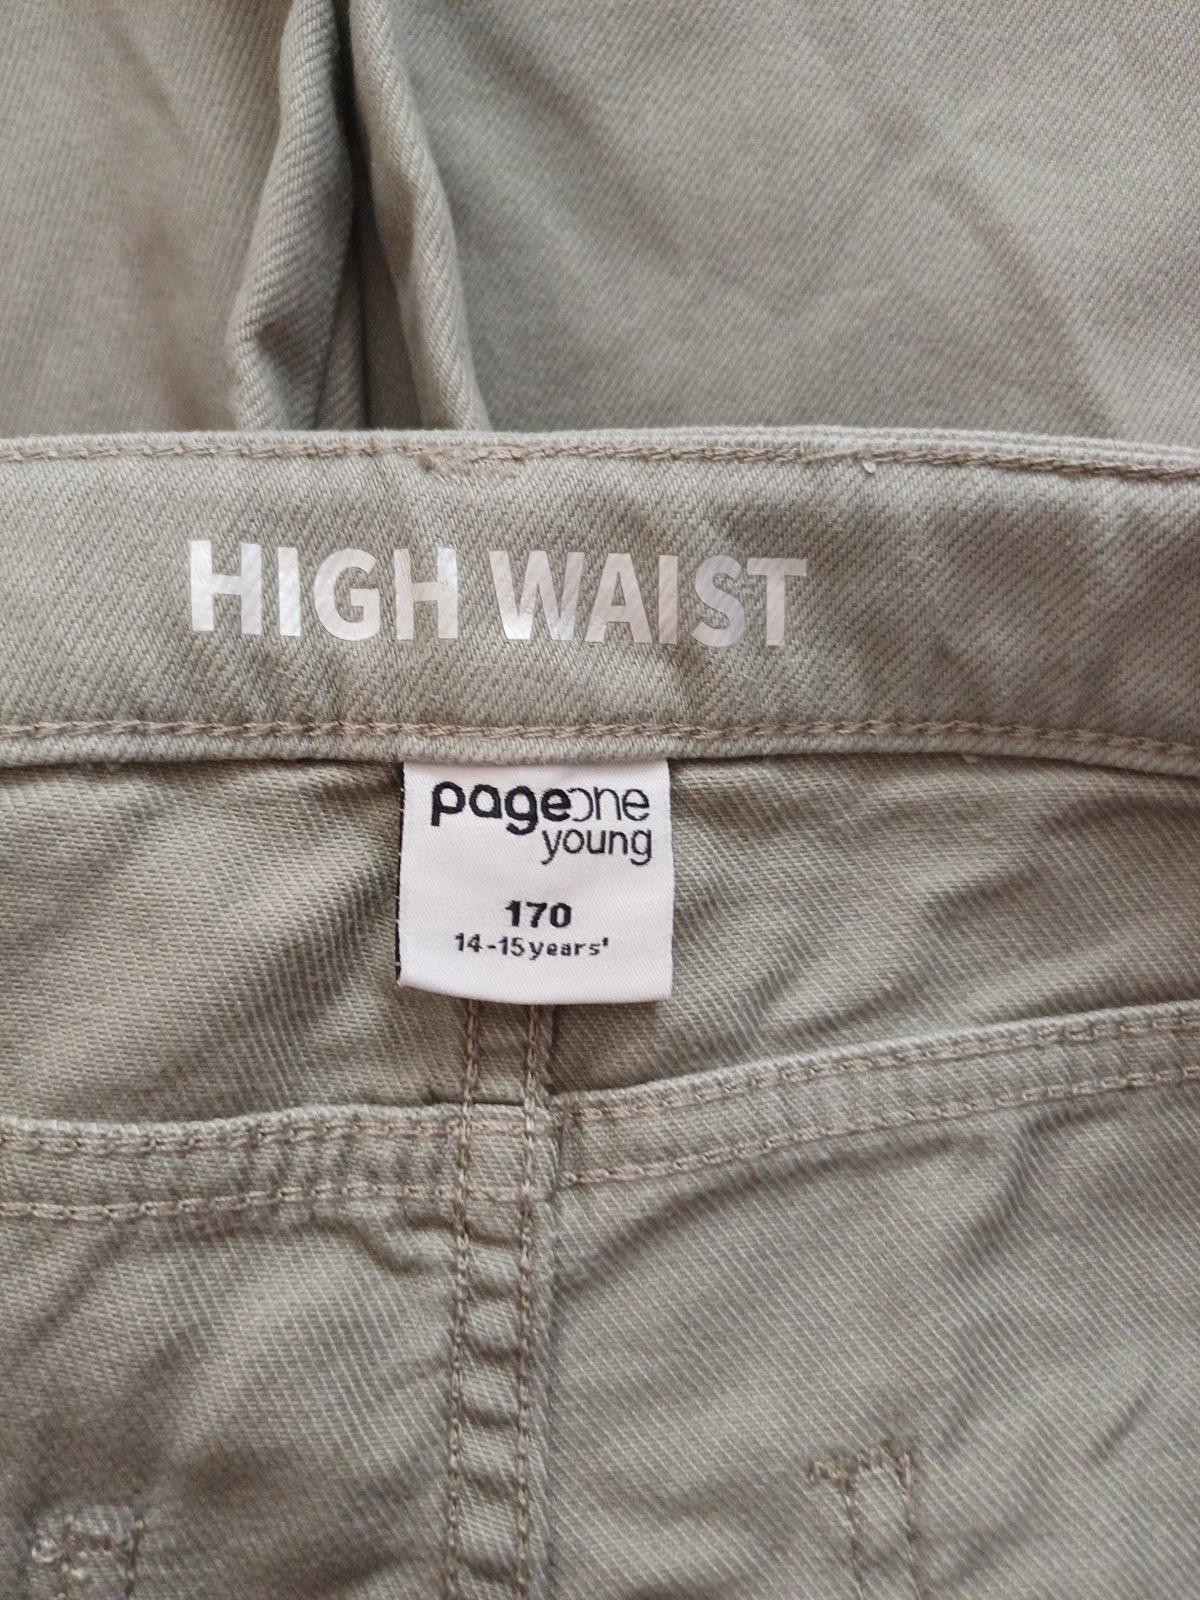 HIGH WAIST
pageone
young
170
14-15years'